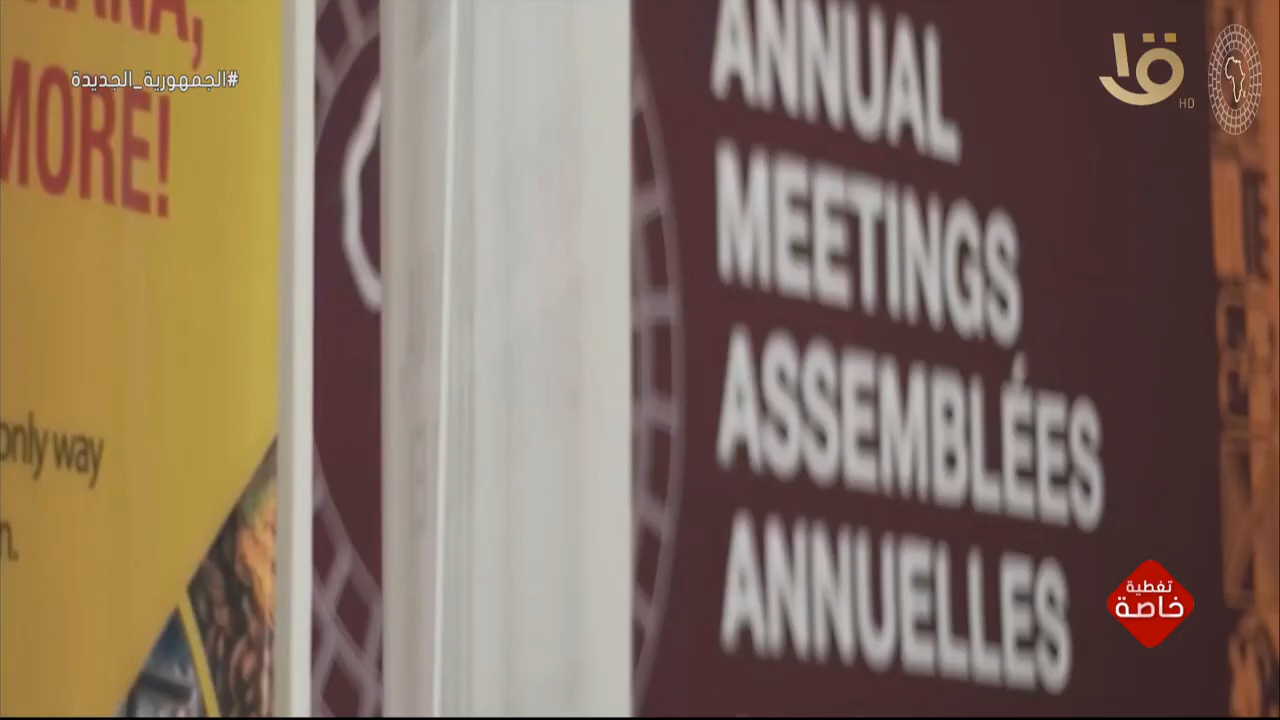 MORE!
only way
#الجمهورية_الجديدة
ANNUAL
MEETINGS
ASSEMBLÉES
ANNUELLES
HD
تغطية
خاصة